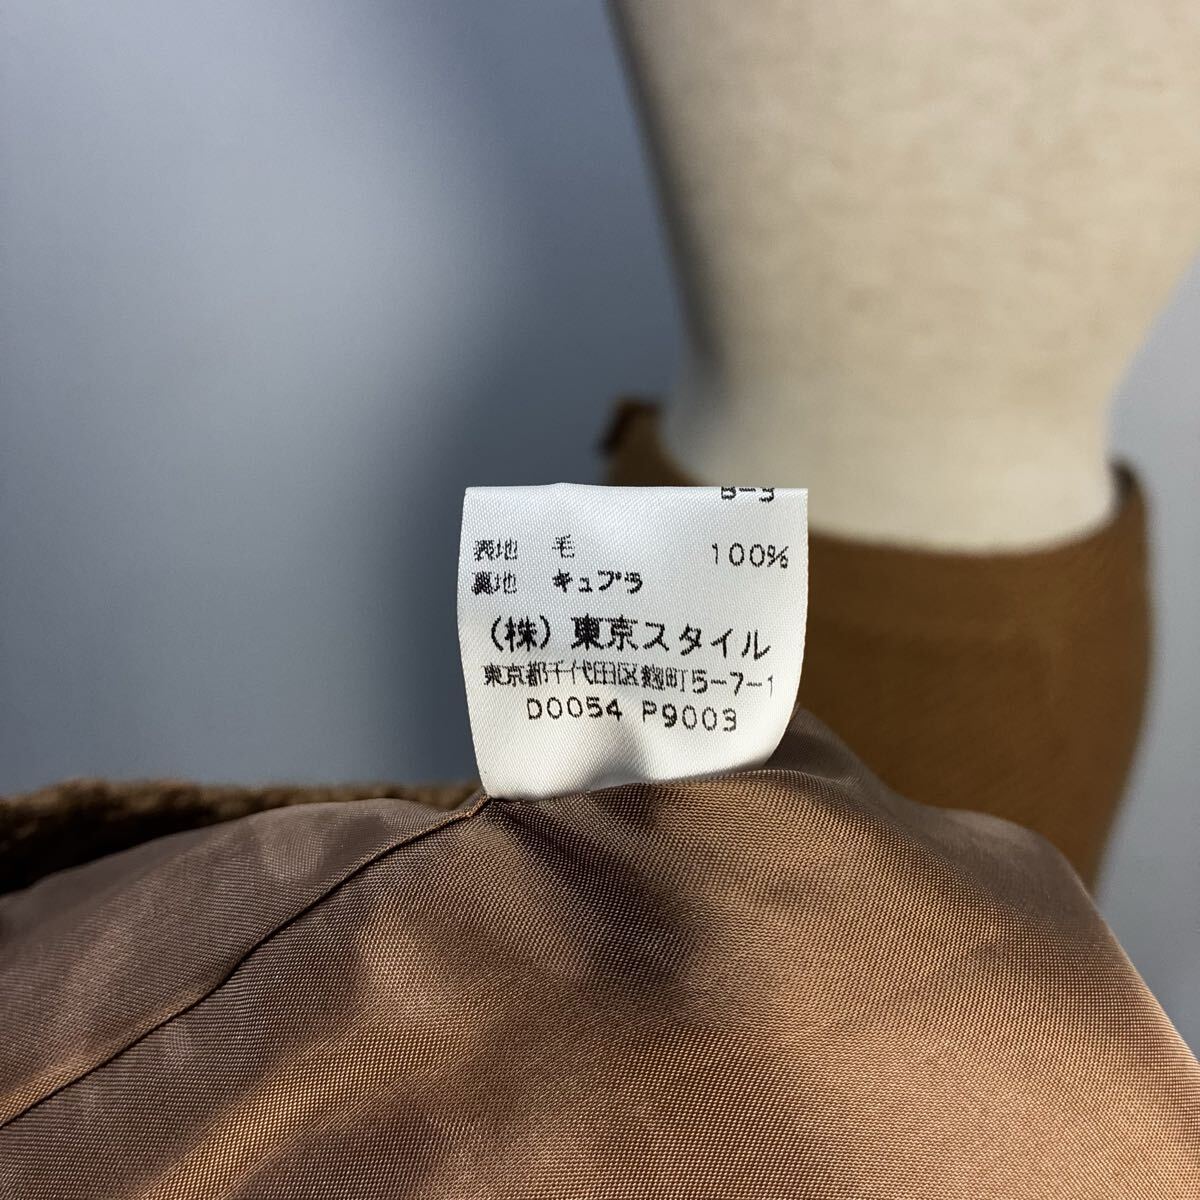 表地 毛 100%
裏地 キュプラ
(株)東京スタイル
東京都千代田区麹町5-7-1
D0054 P9003